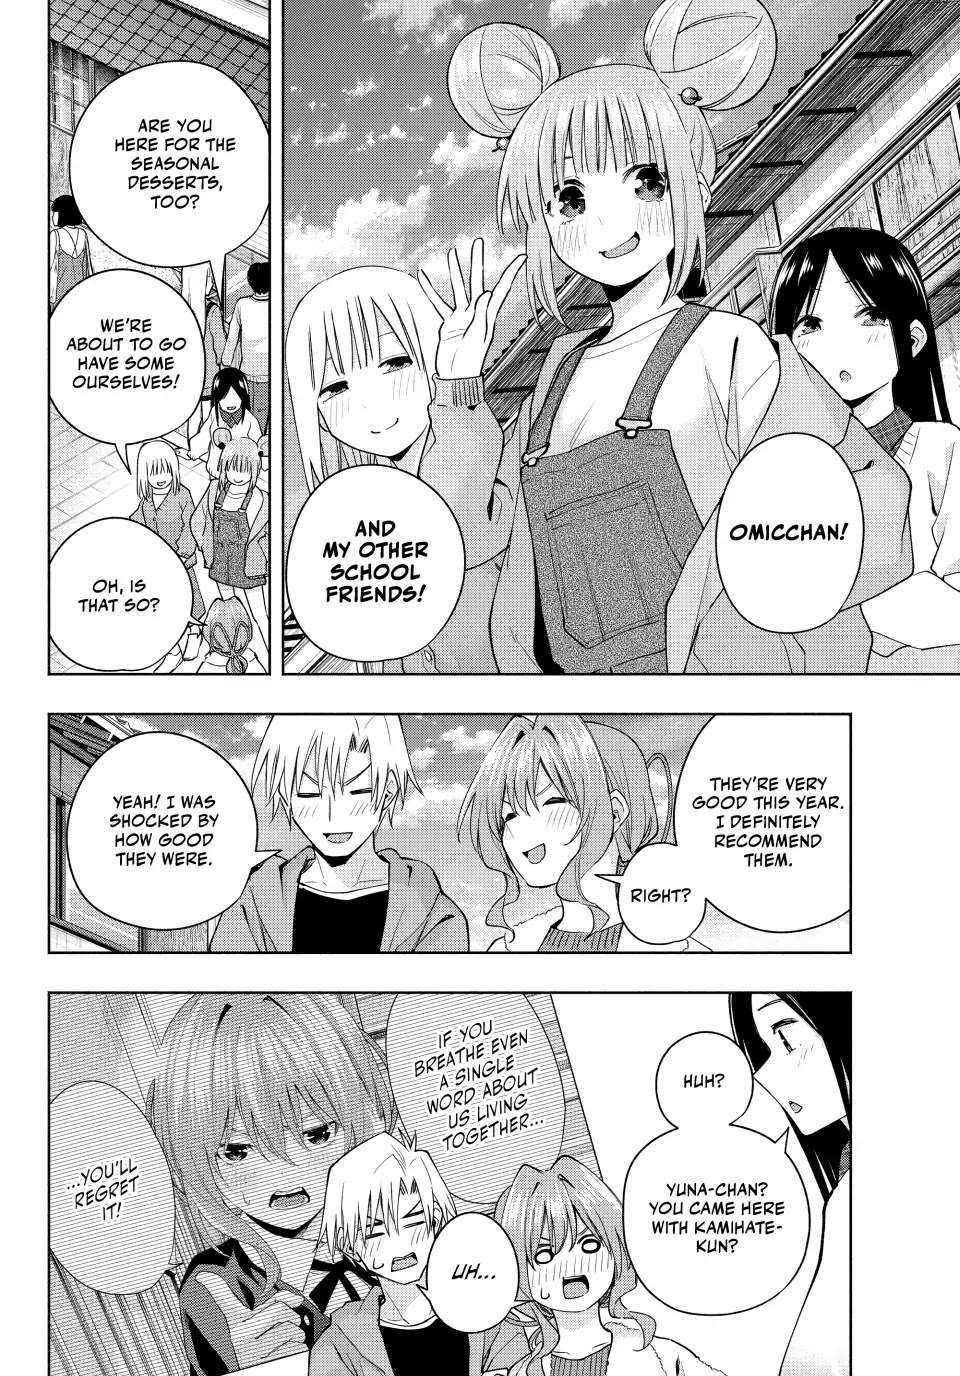 OMICCHAN!
AND
MY OTHER
SCHOOL
FRIENDS!
ARE YOU
HERE FOR THE
SEASONAL
DESSERTS,
TOO?
WE'RE
ABOUT TO GO
HAVE SOME
OURSELVES!
OH, IS
THAT SO?
THEY'RE VERY
GOOD THIS YEAR.
I DEFINITELY
RECOMMEND
THEM.
RIGHT?
YEAH! I WAS
SHOCKED BY
HOW GOOD
THEY WERE.
HUH?
YUNA-CHAN?
YOU CAME HERE
WITH KAMIHATE-
KUN?
UH...
IF YOU
BREATHE EVEN
A SINGLE
WORD ABOUT
US LIVING
TOGETHER...
...YOU'LL
REGRET
IT!